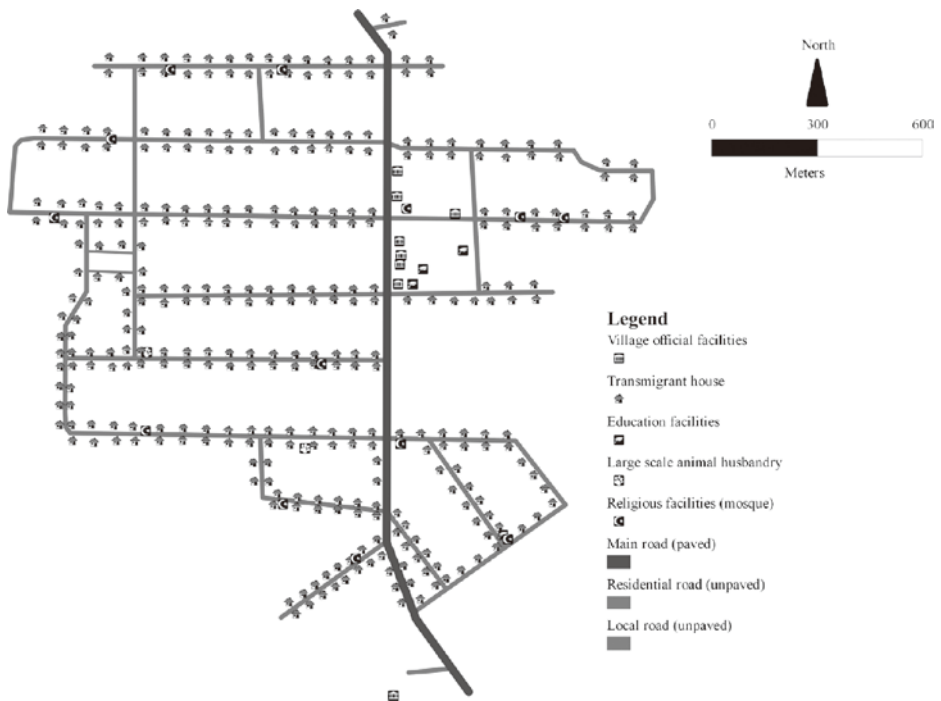 North
0 300 600
Meters
Legend
Village official facilities
Transmigrant house
Education facilities
Large scale animal husbandry
Religious facilities (mosque)
Main road (paved)
Residential road (unpaved)
Local road (unpaved)